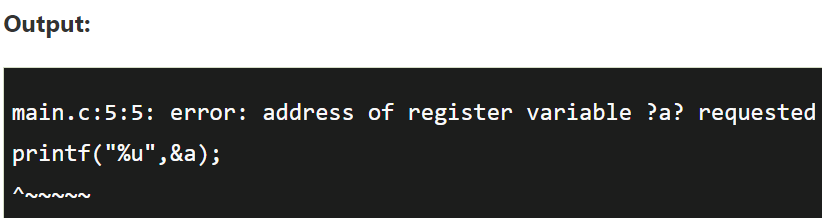 Output:
main.c:5:5: error: address of register variable ?a? requested
printf("%u",&a);
^~~~~~